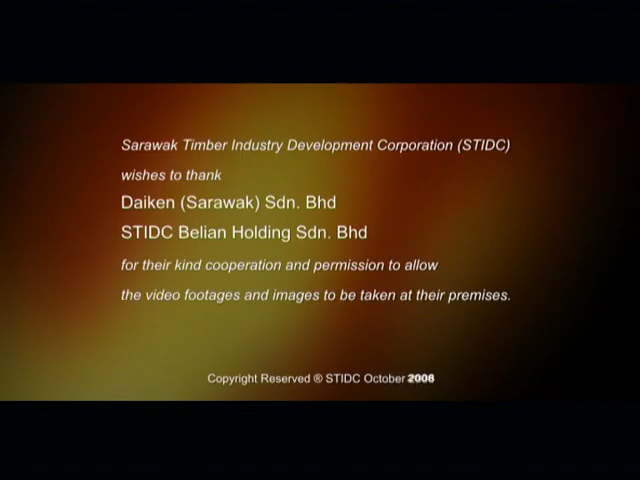 Sarawak Timber Industry Development Corporation (STIDC)
wishes to thank
Daiken (Sarawak) Sdn. Bhd
STIDC Belian Holding Sdn. Bhd
for their kind cooperation and permission to allow
the video footages and images to be taken at their premises.
Copyright Reserved ® STIDC October